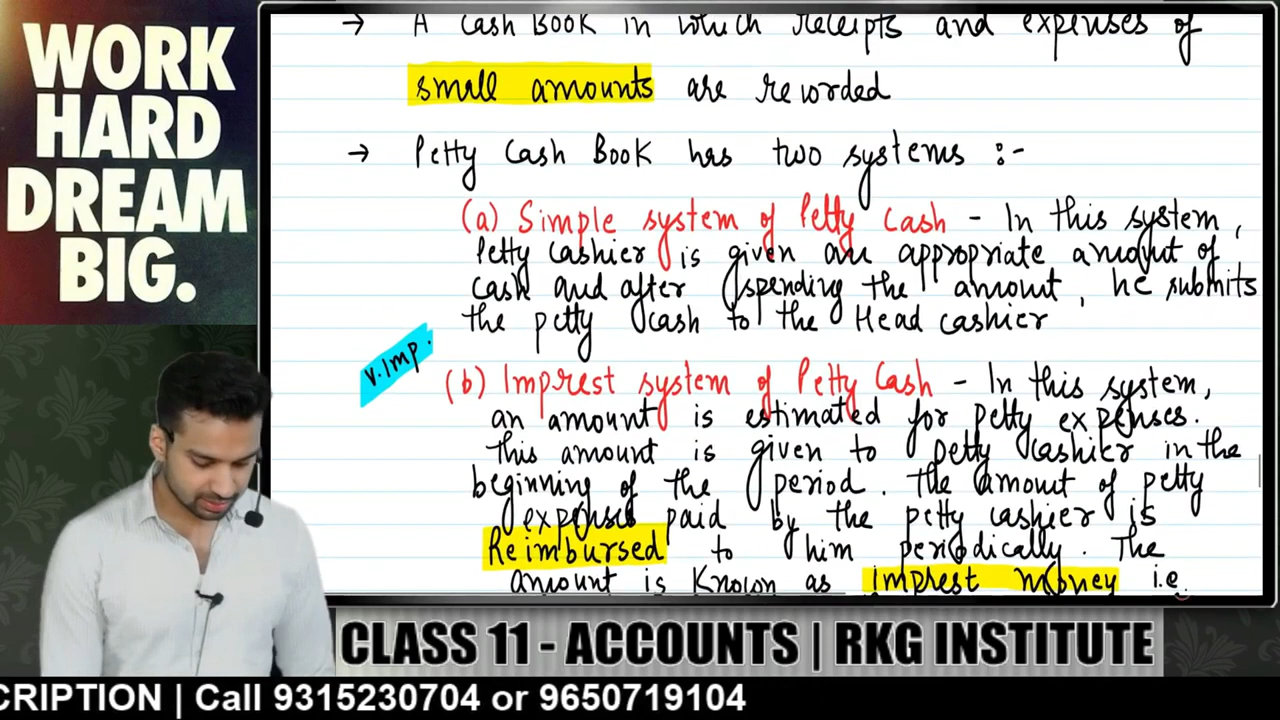 WORK
HARD
DREAM
BIG.
→ A Cash Book in which receipts and expenses of
small amounts are recorded
→ Petty Cash Book has two systems :-
(a) Simple system of Petty Cash - In this system,
Petty cashier is given an appropriate amount of
cash and after spending the amount, he submits
the petty cash to the Head cashier
V.Imp.
(b) Imprest system of Petty Cash - In this system,
an amount is estimated for petty expenses.
This amount is given to petty cashier in the
beginning of the period. The amount of petty
expenses paid by the petty cashier is
Reimbursed to him periodically. The
amount is Known as imprest money i.e
CLASS 11 - ACCOUNTS | RKG INSTITUTE
CRIPTION | Call 9315230704 or 9650719104